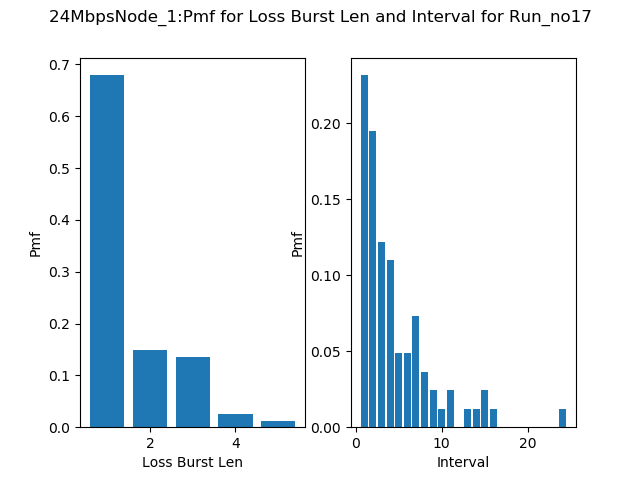 24MbpsNode_1:Pmf for Loss Burst Len and Interval for Run_no17
0.7
0.6
0.5
0.4
0.3
0.2
0.1
0.0
Pmf
2 4
Loss Burst Len
0.20
0.15
0.10
0.05
0.00
Pmf
0 10 20
Interval